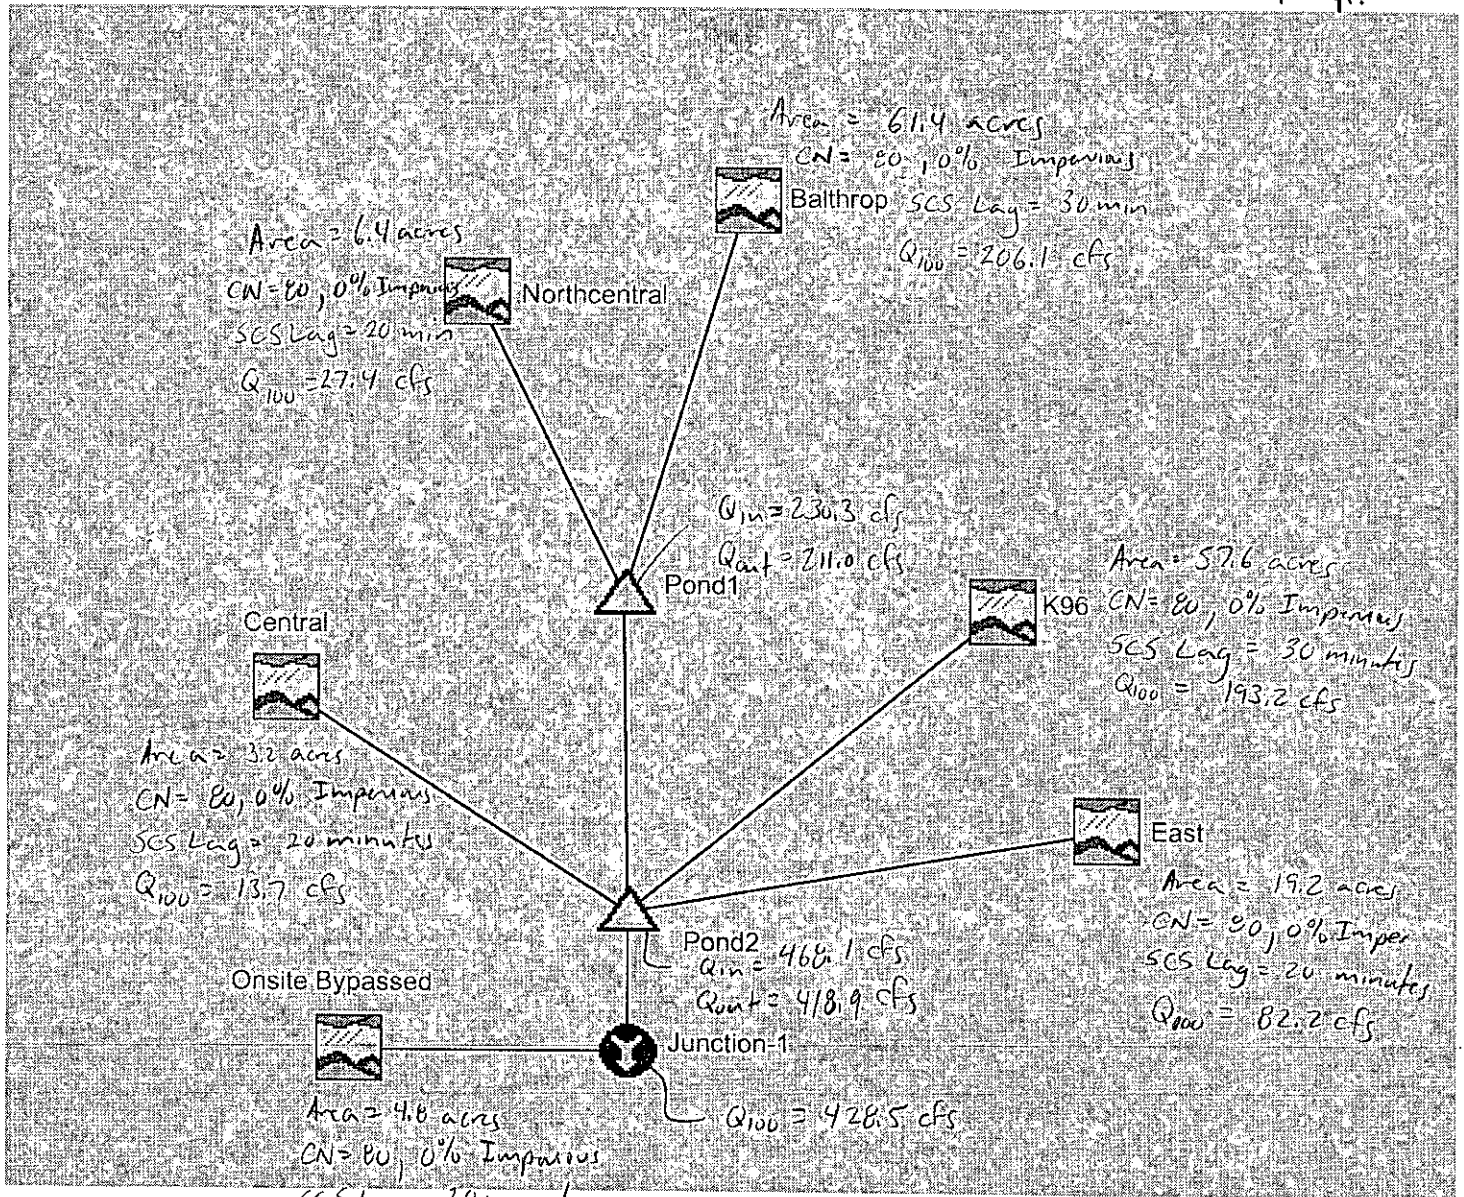 Area = 61.4 acres
CN= 80, 0% Impervious
Balthrop
SCS Lag = 30 min
Q100 = 206.1 cfs
Area = 6.4 acres
CN=80, 0% Impervious
Northcentral
SCS Lag = 20 min
Q100 = 27.4 cfs
Qin = 230.3 cfs
Qout = 211.0 cfs
Pond1
Area = 57.6 acres
K96
CN= 80, 0% Impervious
SCS Lag = 30 minutes
Q100 = 193.2 cfs
Central
Area = 3.2 acres
CN= 80, 0% Impervious
SCS Lag = 20 minutes
Q100 = 13.7 cfs
East
Area = 19.2 acres
CN= 80, 0% Imper
SCS Lag = 20 minutes
Q100 = 82.2 cfs
Pond2
Qin = 468.1 cfs
Qout = 418.9 cfs
Onsite Bypassed
Junction-1
Q100 = 428.5 cfs
Area = 4.8 acres
CN= 80, 0% Impervious